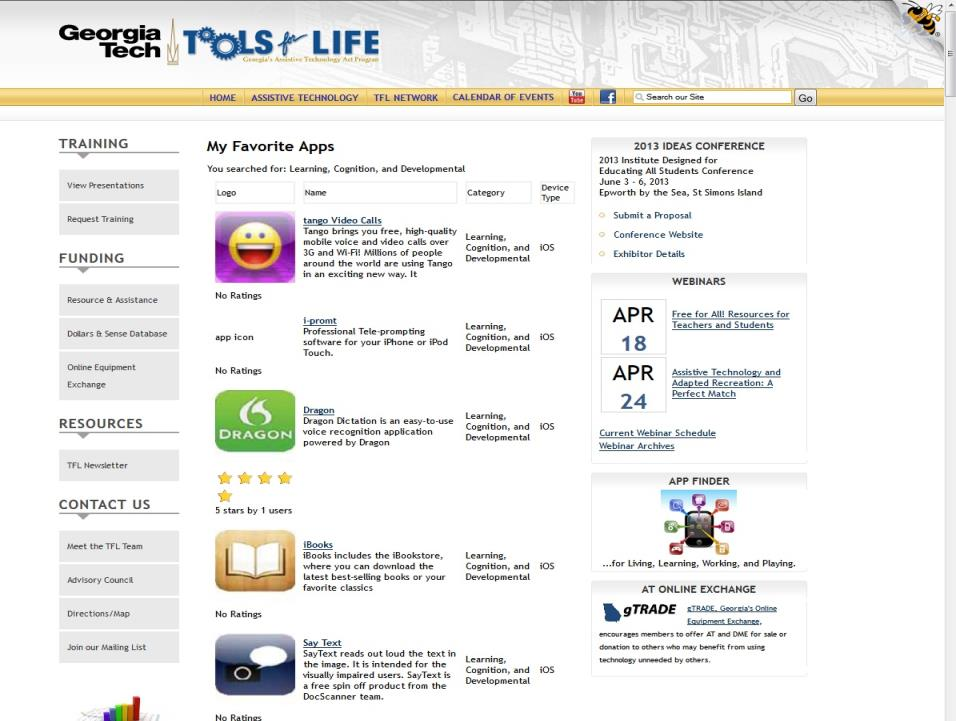 Georgia
Tech
TOOLS for LIFE
Georgia's Assistive Technology Act Program
HOME
ASSISTIVE TECHNOLOGY
TFL NETWORK
CALENDAR OF EVENTS
You
Tube
f
Search our Site
Go
TRAINING
View Presentations
Request Training
FUNDING
Resource & Assistance
Dollars & Sense Database
Online Equipment
Exchange
RESOURCES
TFL Newsletter
CONTACT US
Meet the TFL Team
Advisory Council
Directions/Map
Join our Mailing List
My Favorite Apps
You searched for: Learning, Cognition, and Developmental
Logo
Name
Category
Device
Type
tango Video Calls
Tango brings you free, high-quality
mobile voice and video calls over
3G and Wi-Fi! Millions of people
around the world are using Tango
in an exciting new way. It
Learning,
Cognition, and
Developmental
iOS
No Ratings
app icon
i-promt
Professional Tele-prompting
software for your iPhone or iPod
Touch.
Learning,
Cognition, and
Developmental
iOS
No Ratings
DRAGON
Dragon
Dragon Dictation is an easy-to-use
voice recognition application
powered by Dragon
Learning,
Cognition, and
Developmental
iOS
5 stars by 1 users
iBooks
iBooks includes the iBookstore,
where you can download the
latest best-selling books or your
favorite classics
Learning,
Cognition, and
Developmental
iOS
No Ratings
Say Text
SayText reads out loud the text in
the image. It is intended for the
visually impaired users. SayText is
a free spin off product from the
DocScanner team.
Learning,
Cognition, and
Developmental
iOS
No Ratings
2013 IDEAS CONFERENCE
2013 Institute Designed for
Educating All Students Conference
June 3 - 6, 2013
Epworth by the Sea, St Simons Island
Submit a Proposal
Conference Website
Exhibitor Details
WEBINARS
APR
18
Free for All! Resources for
Teachers and Students
APR
24
Assistive Technology and
Adapted Recreation: A
Perfect Match
Current Webinar Schedule
Webinar Archives
APP FINDER
...for Living, Learning, Working, and Playing.
AT ONLINE EXCHANGE
gTRADE
gTRADE, Georgia's Online
Equipment Exchange,
encourages members to offer AT and DME for sale or
donation to others who may benefit from using
technology unneeded by others.